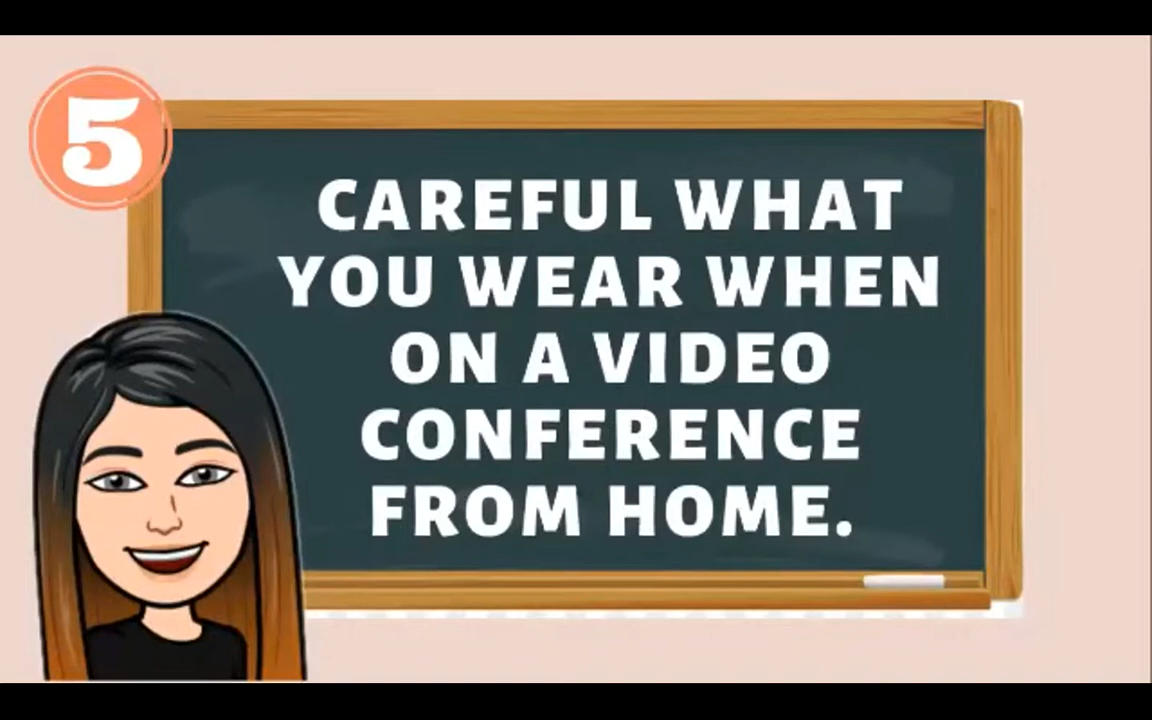 5
CAREFUL WHAT
YOU WEAR WHEN
ON A VIDEO
CONFERENCE
FROM HOME.